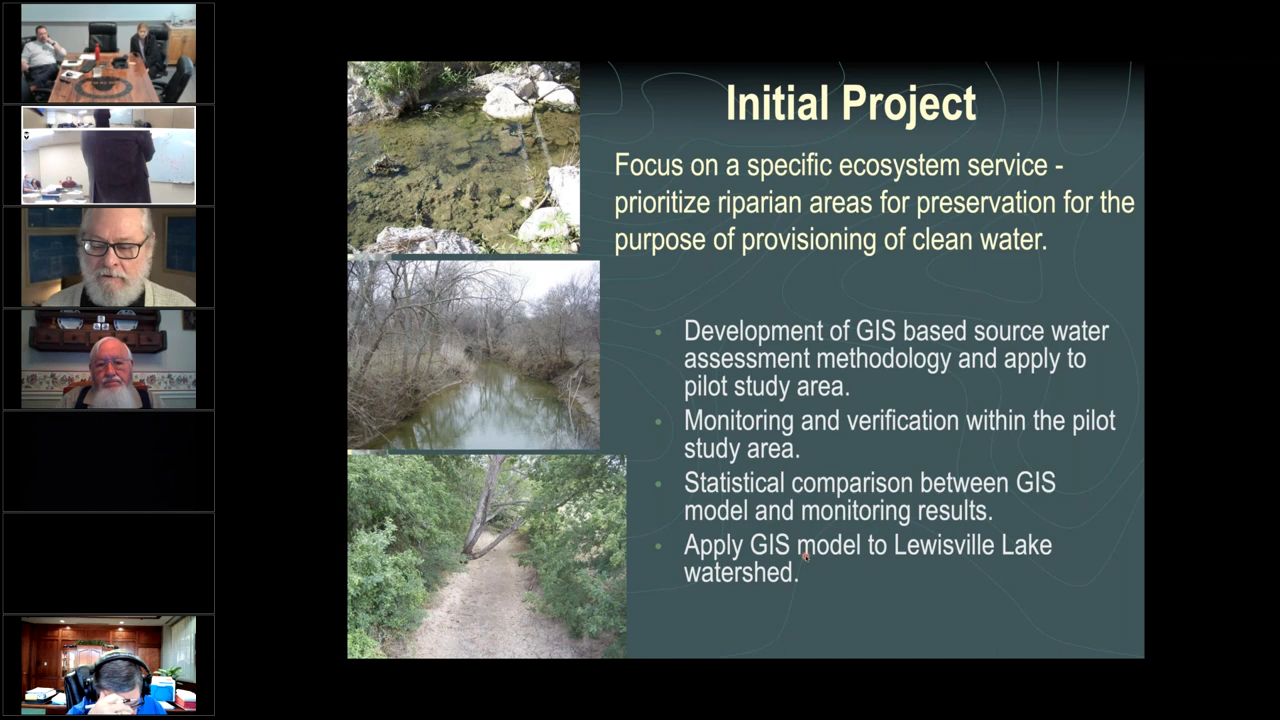 Initial Project
Focus on a specific ecosystem service -
prioritize riparian areas for preservation for the
purpose of provisioning of clean water.
Development of GIS based source water
assessment methodology and apply to
pilot study area.
Monitoring and verification within the pilot
study area.
Statistical comparison between GIS
model and monitoring results.
Apply GIS model to Lewisville Lake
watershed.